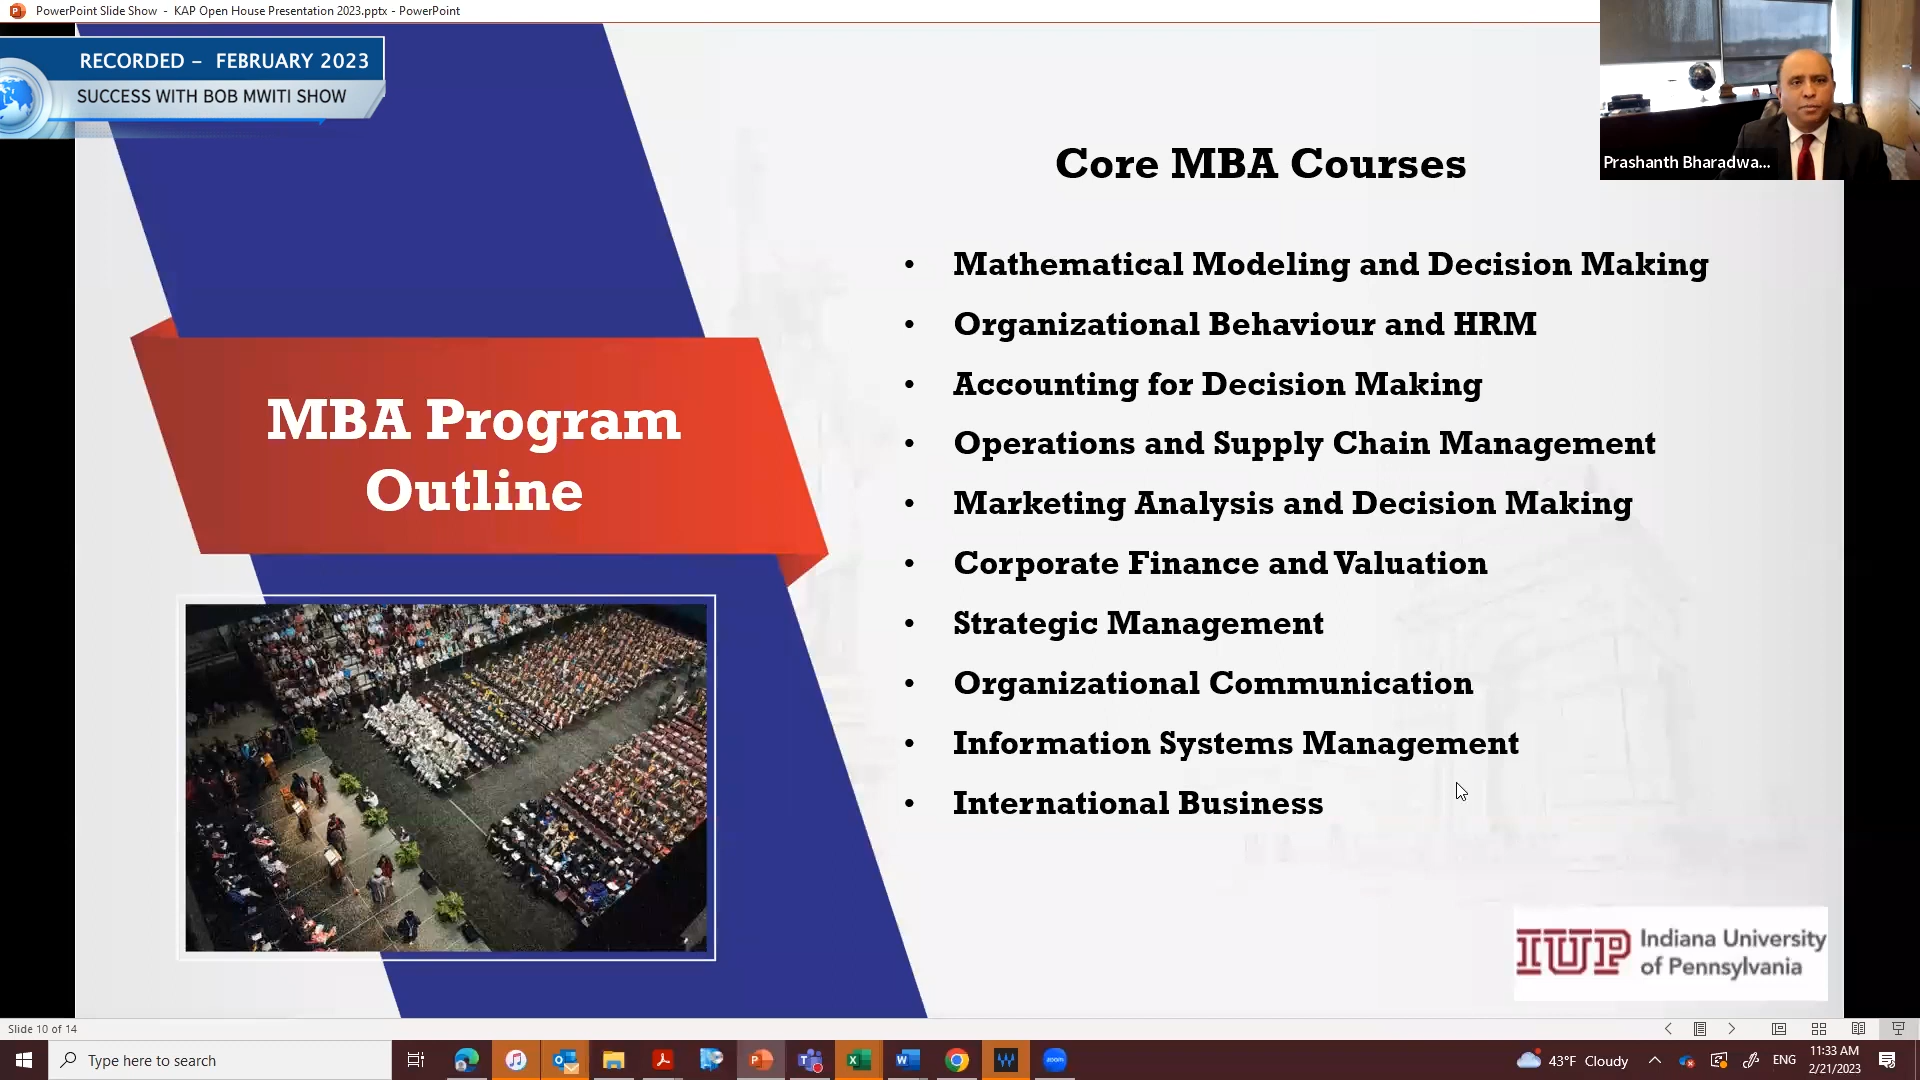 PowerPoint Slide Show - KAP Open House Presentation 2023.pptx - PowerPoint
RECORDED – FEBRUARY 2023
SUCCESS WITH BOB MWITI SHOW
Prashanth Bharadwa...
Core MBA Courses
• Mathematical Modeling and Decision Making
• Organizational Behaviour and HRM
• Accounting for Decision Making
• Operations and Supply Chain Management
• Marketing Analysis and Decision Making
• Corporate Finance and Valuation
• Strategic Management
• Organizational Communication
• Information Systems Management
• International Business
MBA Program
Outline
IUP Indiana University
of Pennsylvania
Slide 10 of 14
Type here to search
zoom
43°F Cloudy
ENG
11:33 AM
2/21/2023